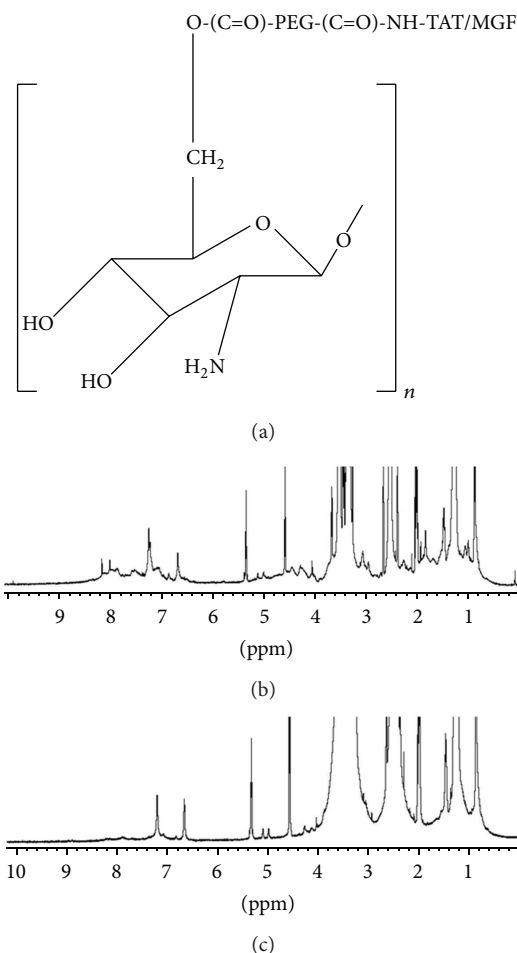 O-(C=O)-PEG-(C=O)-NH-TAT/MGF
CH₂
O
O
HO
HO
H₂N
n
(a)
9 8 7 6 5 4 3 2 1
(ppm)
(b)
10 9 8 7 6 5 4 3 2 1
(ppm)
(c)